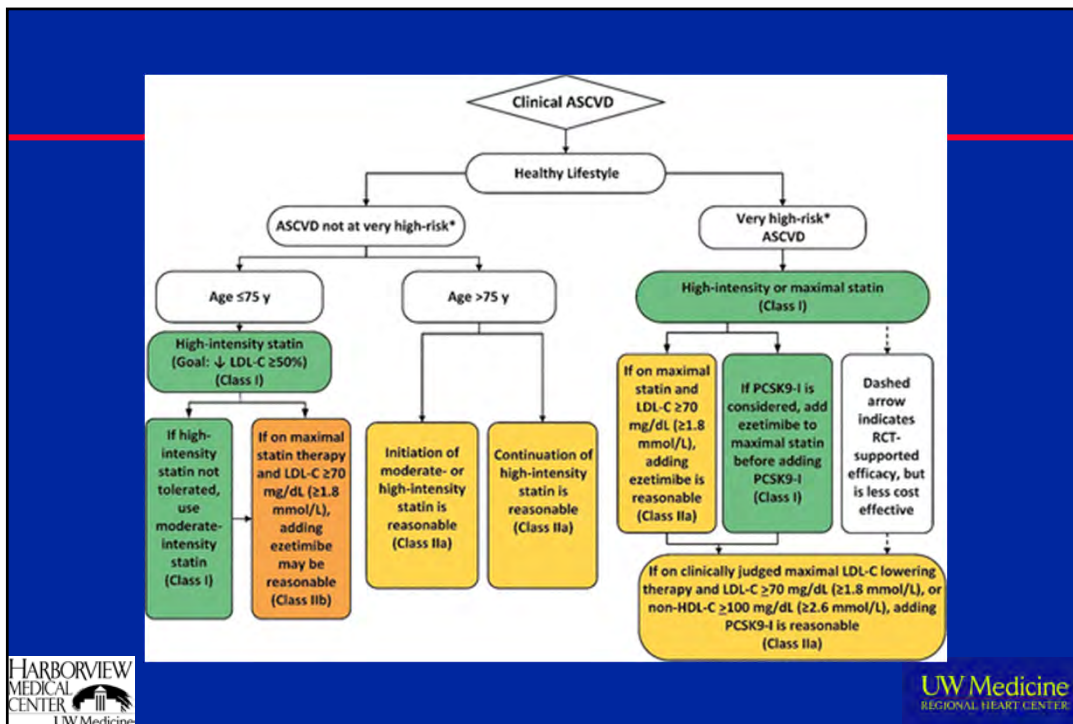 Clinical ASCVD
Healthy Lifestyle
ASCVD not at very high-risk*
Very high-risk*
ASCVD
Age ≤75 y
Age >75 y
High-intensity or maximal statin
(Class I)
High-intensity statin
(Goal: ↓ LDL-C ≥50%)
(Class I)
If high-
intensity
statin not
tolerated,
use
moderate-
intensity
statin
(Class I)
If on maximal
statin therapy
and LDL-C ≥70
mg/dL (≥1.8
mmol/L),
adding
ezetimibe
may be
reasonable
(Class IIb)
Initiation of
moderate- or
high-intensity
statin is
reasonable
(Class IIa)
Continuation of
high-intensity
statin is
reasonable
(Class IIa)
If on maximal
statin and
LDL-C ≥70
mg/dL (≥1.8
mmol/L),
adding
ezetimibe is
reasonable
(Class IIa)
If PCSK9-I is
considered, add
ezetimibe to
maximal statin
before adding
PCSK9-I
(Class I)
Dashed
arrow
indicates
RCT-
supported
efficacy, but
is less cost
effective
If on clinically judged maximal LDL-C lowering
therapy and LDL-C ≥70 mg/dL (≥1.8 mmol/L), or
non-HDL-C ≥100 mg/dL (≥2.6 mmol/L), adding
PCSK9-I is reasonable
(Class IIa)
HARBORVIEW
MEDICAL
CENTER
UW Medicine
UW Medicine
REGIONAL HEART CENTER